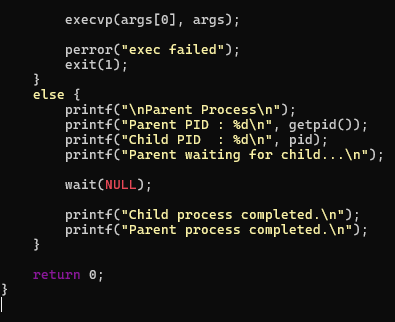 execvp(args[0], args);
perror("exec failed");
exit(1);
}
else {
printf("\nParent Process\n");
printf("Parent PID : %d\n", getpid());
printf("Child PID  : %d\n", pid);
printf("Parent waiting for child...\n");
wait(NULL);
printf("Child process completed.\n");
printf("Parent process completed.\n");
}
return 0;
}